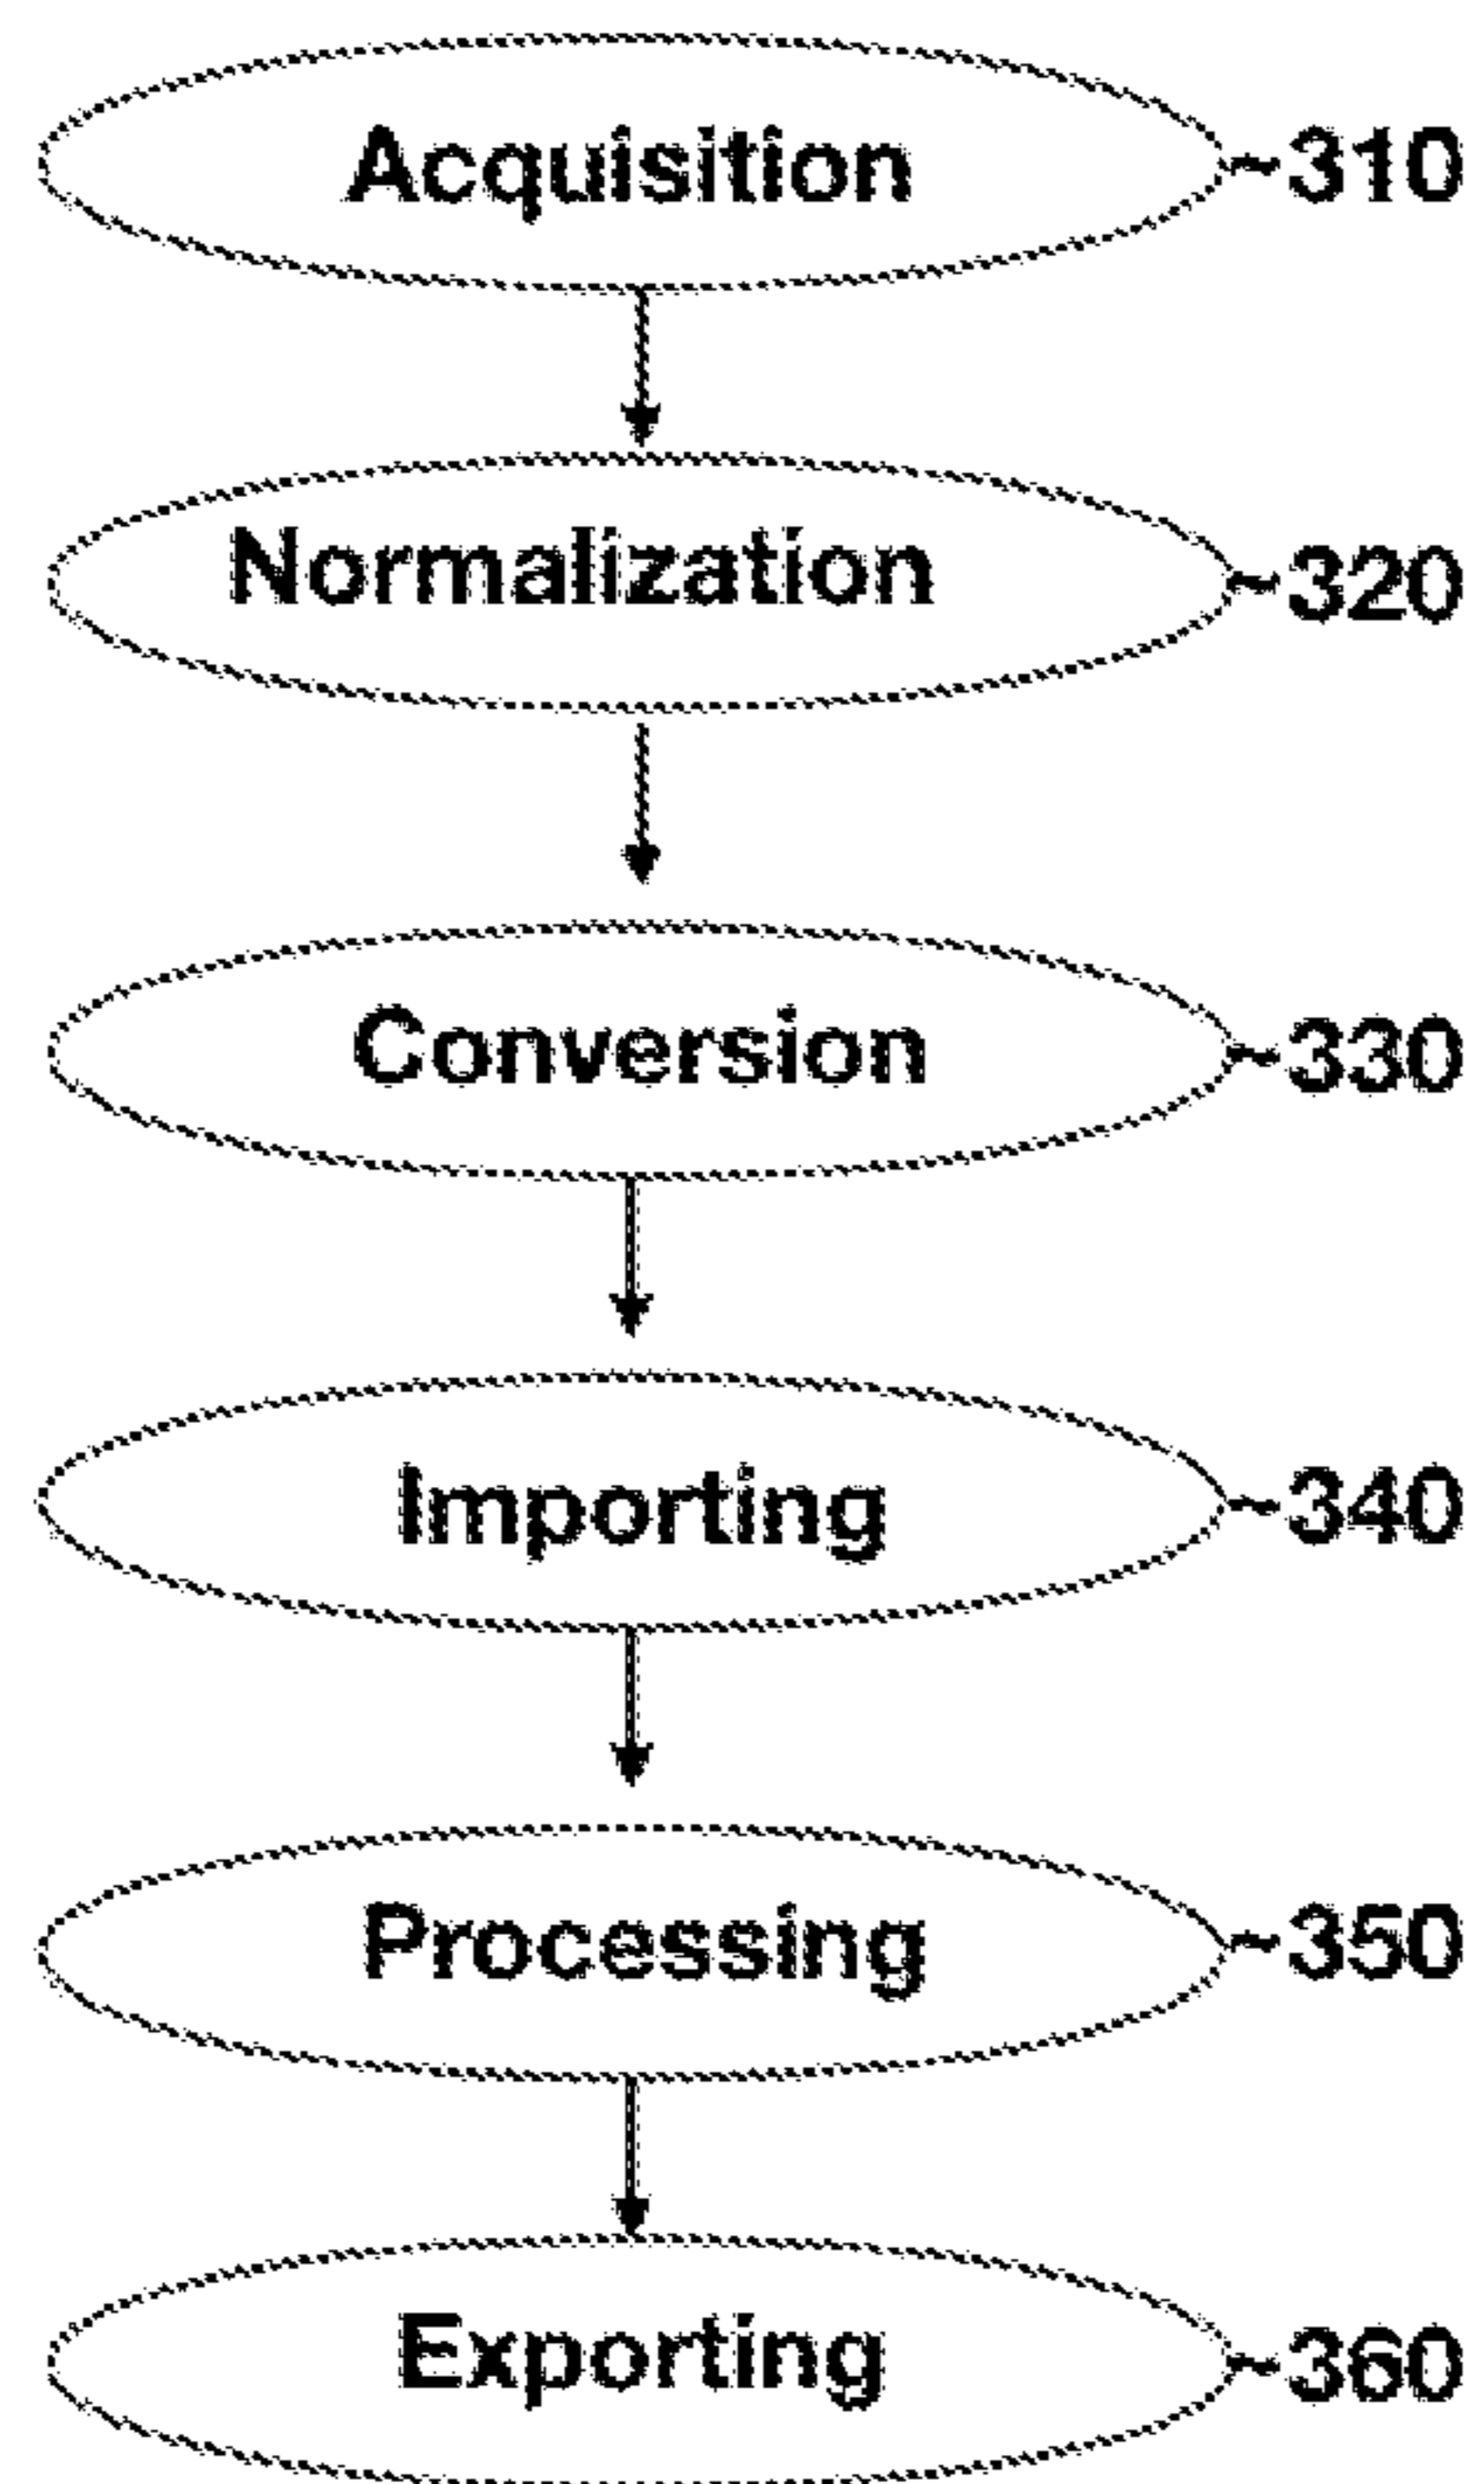 Acquisition ~310
Normalization ~320
Conversion ~330
Importing ~340
Processing ~350
Exporting ~360